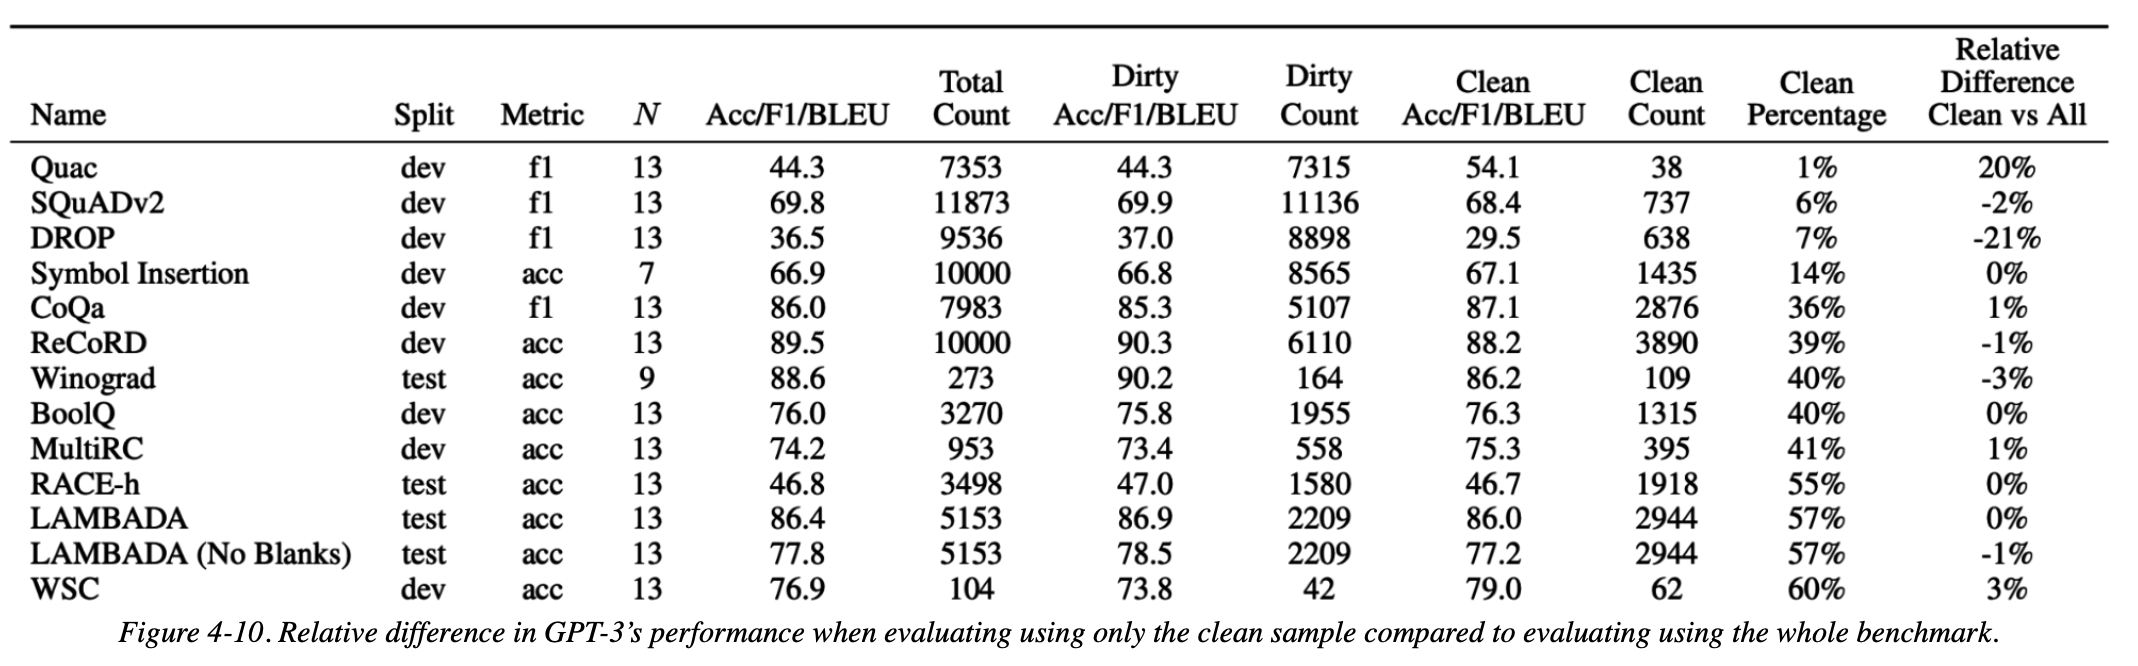 Name Split Metric N Acc/F1/BLEU Total Count Dirty Acc/F1/BLEU Dirty Count Clean Acc/F1/BLEU Clean Count Clean Percentage Relative Difference Clean vs All
Quac dev f1 13 44.3 7353 44.3 7315 54.1 38 1% 20%
SQuADv2 dev f1 13 69.8 11873 69.9 11136 68.4 737 6% -2%
DROP dev f1 13 36.5 9536 37.0 8898 29.5 638 7% -21%
Symbol Insertion dev acc 7 66.9 10000 66.8 8565 67.1 1435 14% 0%
CoQa dev f1 13 86.0 7983 85.3 5107 87.1 2876 36% 1%
ReCoRD dev acc 13 89.5 10000 90.3 6110 88.2 3890 39% -1%
Winograd test acc 9 88.6 273 90.2 164 86.2 109 40% -3%
BoolQ dev acc 13 76.0 3270 75.8 1955 76.3 1315 40% 0%
MultiRC dev acc 13 74.2 953 73.4 558 75.3 395 41% 1%
RACE-h test acc 13 46.8 3498 47.0 1580 46.7 1918 55% 0%
LAMBADA test acc 13 86.4 5153 86.9 2209 86.0 2944 57% 0%
LAMBADA (No Blanks) test acc 13 77.8 5153 78.5 2209 77.2 2944 57% -1%
WSC dev acc 13 76.9 104 73.8 42 79.0 62 60% 3%
Figure 4-10. Relative difference in GPT-3’s performance when evaluating using only the clean sample compared to evaluating using the whole benchmark.